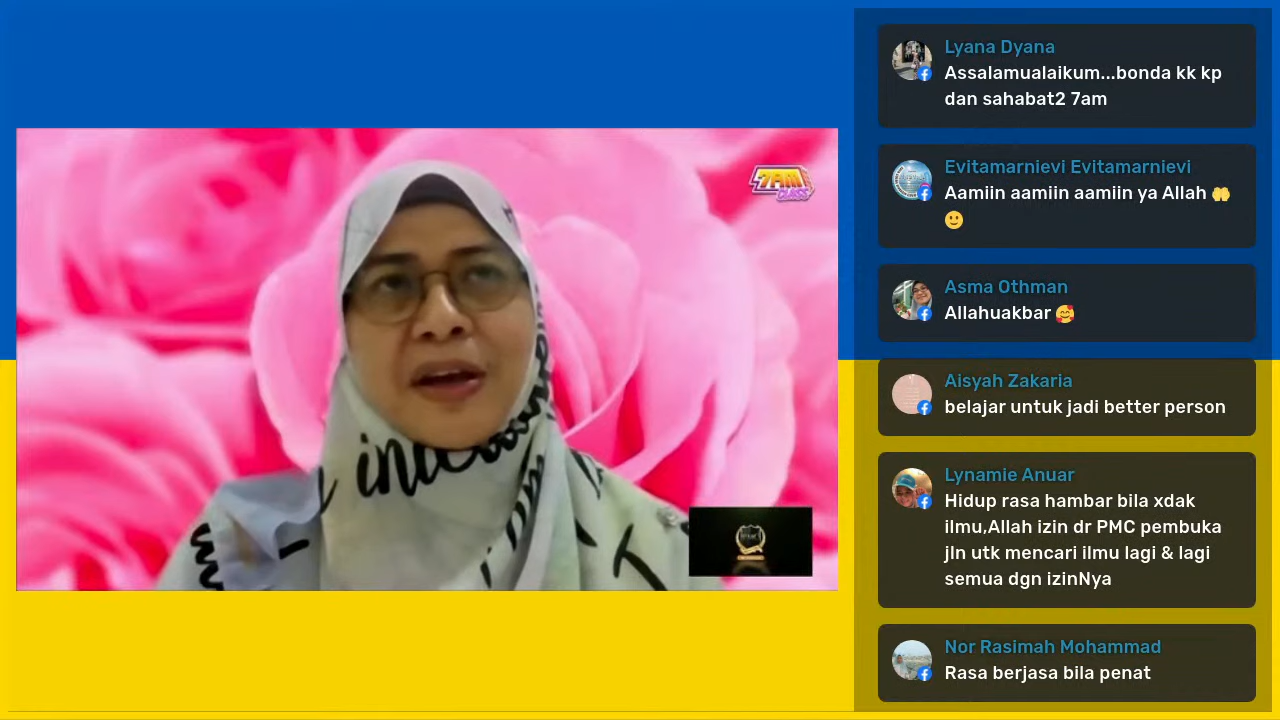 7AM
CLASS
Lyana Dyana
Assalamualaikum...bonda kk kp
dan sahabat2 7am
Evitamarnievi Evitamarnievi
Aamiin aamiin aamiin ya Allah 🤲
🙂
Asma Othman
Allahuakbar 🥰
Aisyah Zakaria
belajar untuk jadi better person
Lynamie Anuar
Hidup rasa hambar bila xdak
ilmu,Allah izin dr PMC pembuka
jln utk mencari ilmu lagi & lagi
semua dgn izinNya
Nor Rasimah Mohammad
Rasa berjasa bila penat